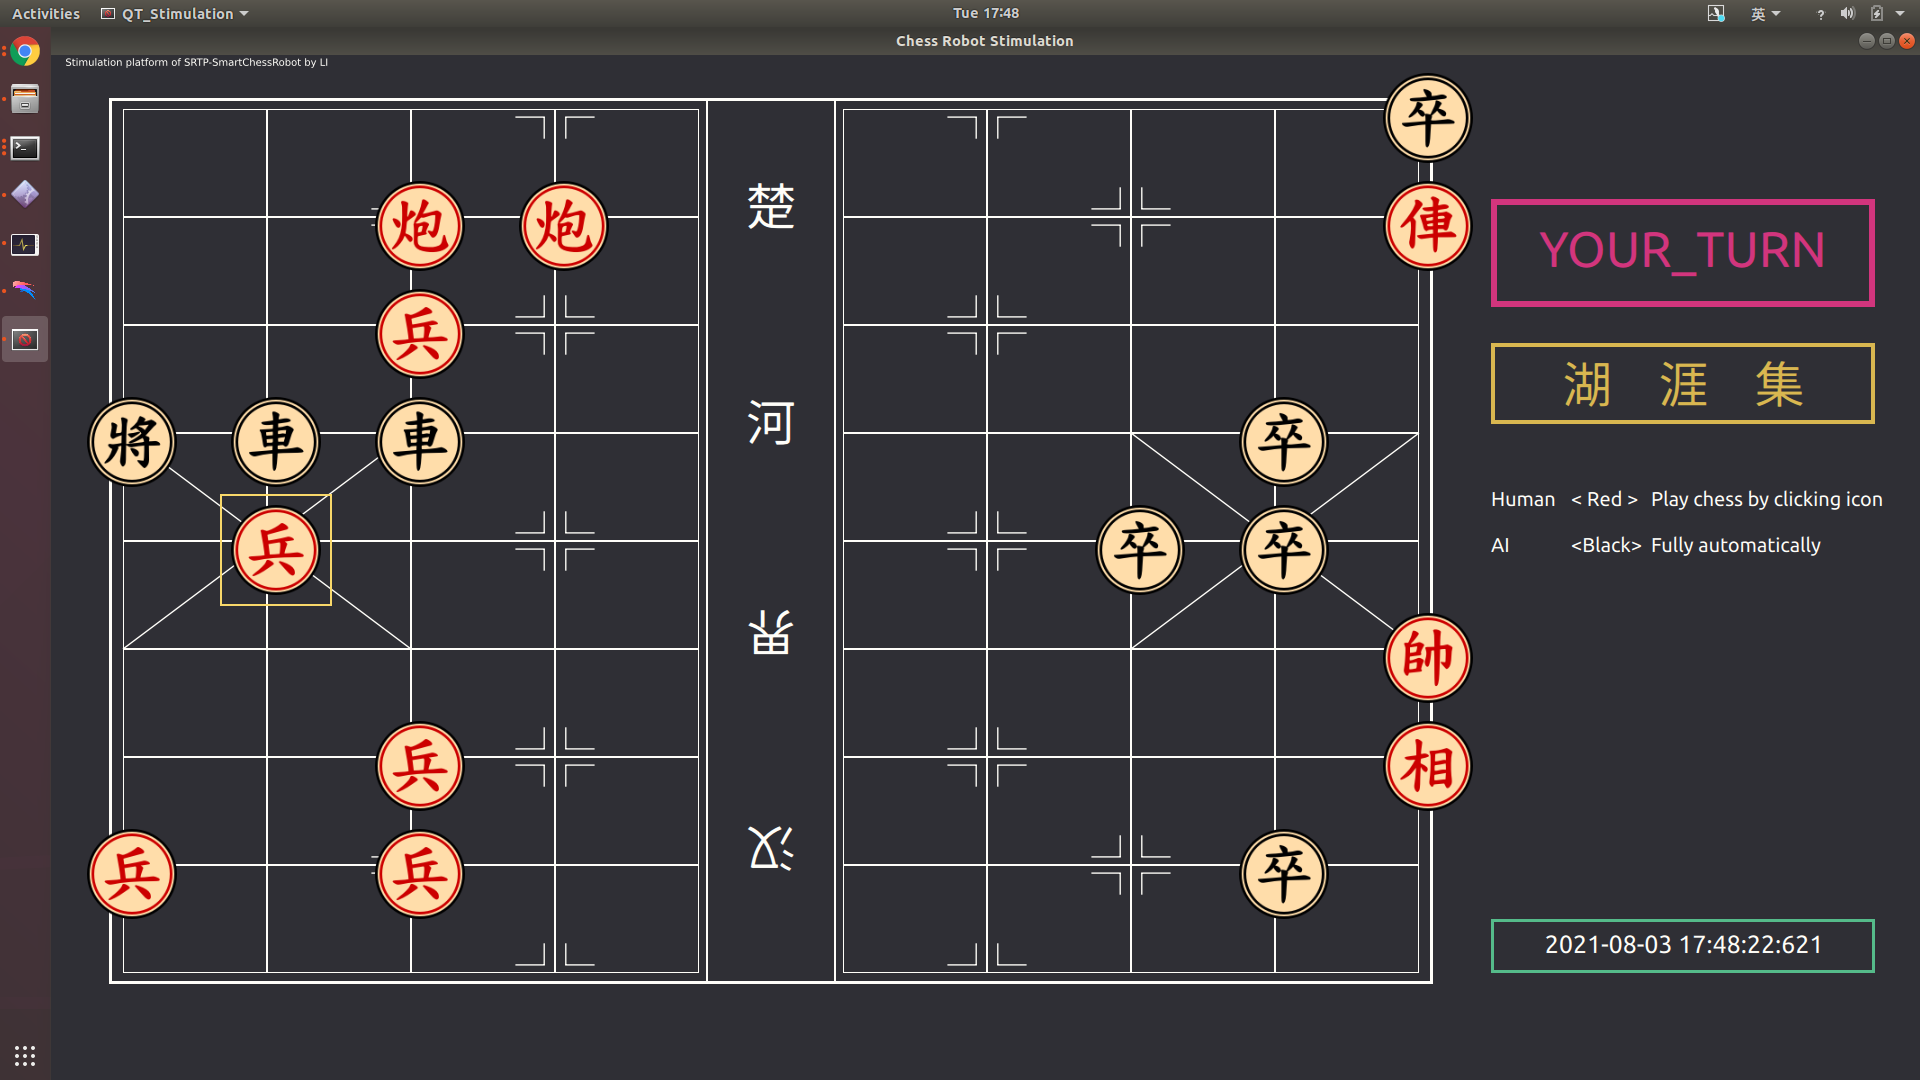 Activities
QT_Stimulation
Tue 17:48
英
?
Chess Robot Stimulation
Stimulation platform of SRTP-SmartChessRobot by LI
卒
炮 炮
楚
俥
YOUR_TURN
兵
湖 涯 集
將 車 車
河
卒
Human < Red > Play chess by clicking icon
兵
卒 卒
AI <Black> Fully automatically
界
帥
兵
相
兵 兵
汉
卒
2021-08-03 17:48:22:621